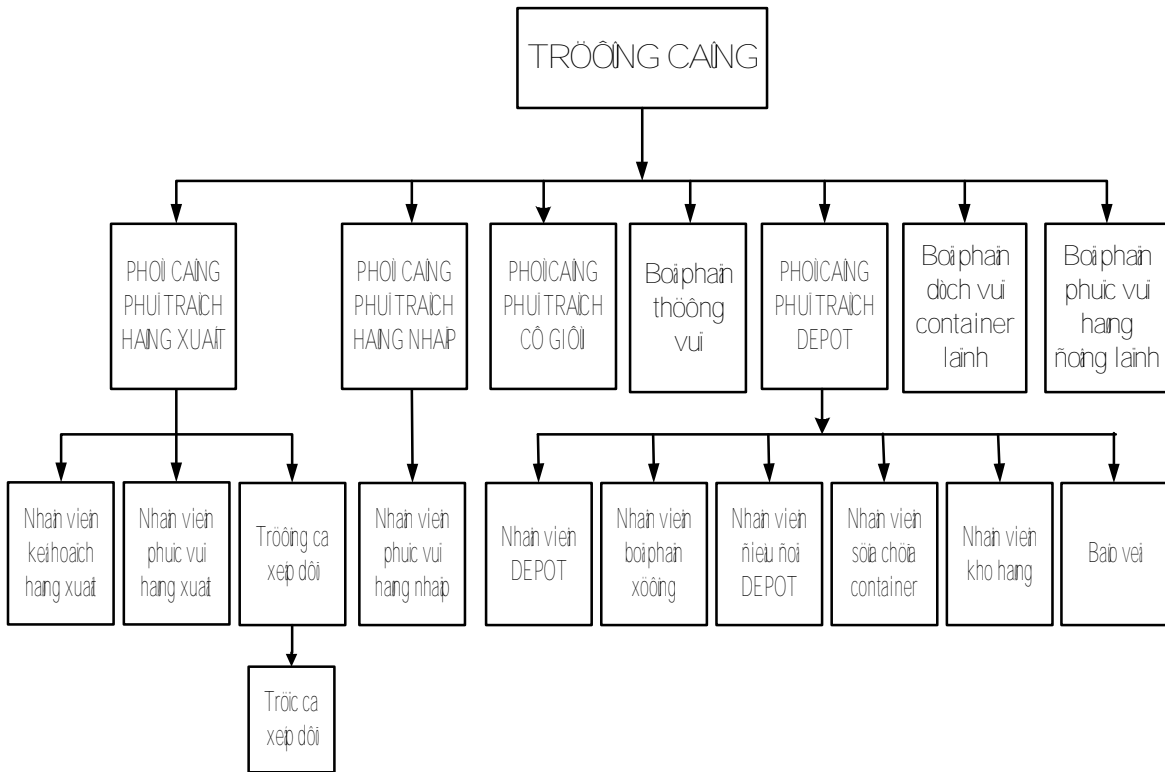 TRÖÔÛNG CAÛNG
PHOÙ CAÛNG
PHUÏ TRAÙCH
HAØNG XUAÁT
PHOÙ CAÛNG
PHUÏ TRAÙCH
HAØNG NHAÄP
PHOÙ CAÛNG
PHUÏ TRAÙCH
CÔ GIÔÙI
Boä phaän
thöôøng
vuï
PHOÙ CAÛNG
PHUÏ TRAÙCH
DEPOT
Boä phaän
dòch vuï
container
laïnh
Boä phaän
phuïc vuï
haøng
ñoâng laïnh
Nhaân vieân
keá hoaïch
haøng xuaát
Nhaân vieân
phuïc vuï
haøng xuaát
Tröôûng ca
xeáp dôõ
Nhaân vieân
phuïc vuï
haøng nhaäp
Nhaân vieân
DEPOT
Nhaân vieân
boä phaän
xöôûng
Nhaân vieân
ñieàu ñoä
DEPOT
Nhaân vieân
söûa chöõa
container
Nhaân vieân
kho haøng
Baûo veä
Tröïc ca
xeáp dôõ